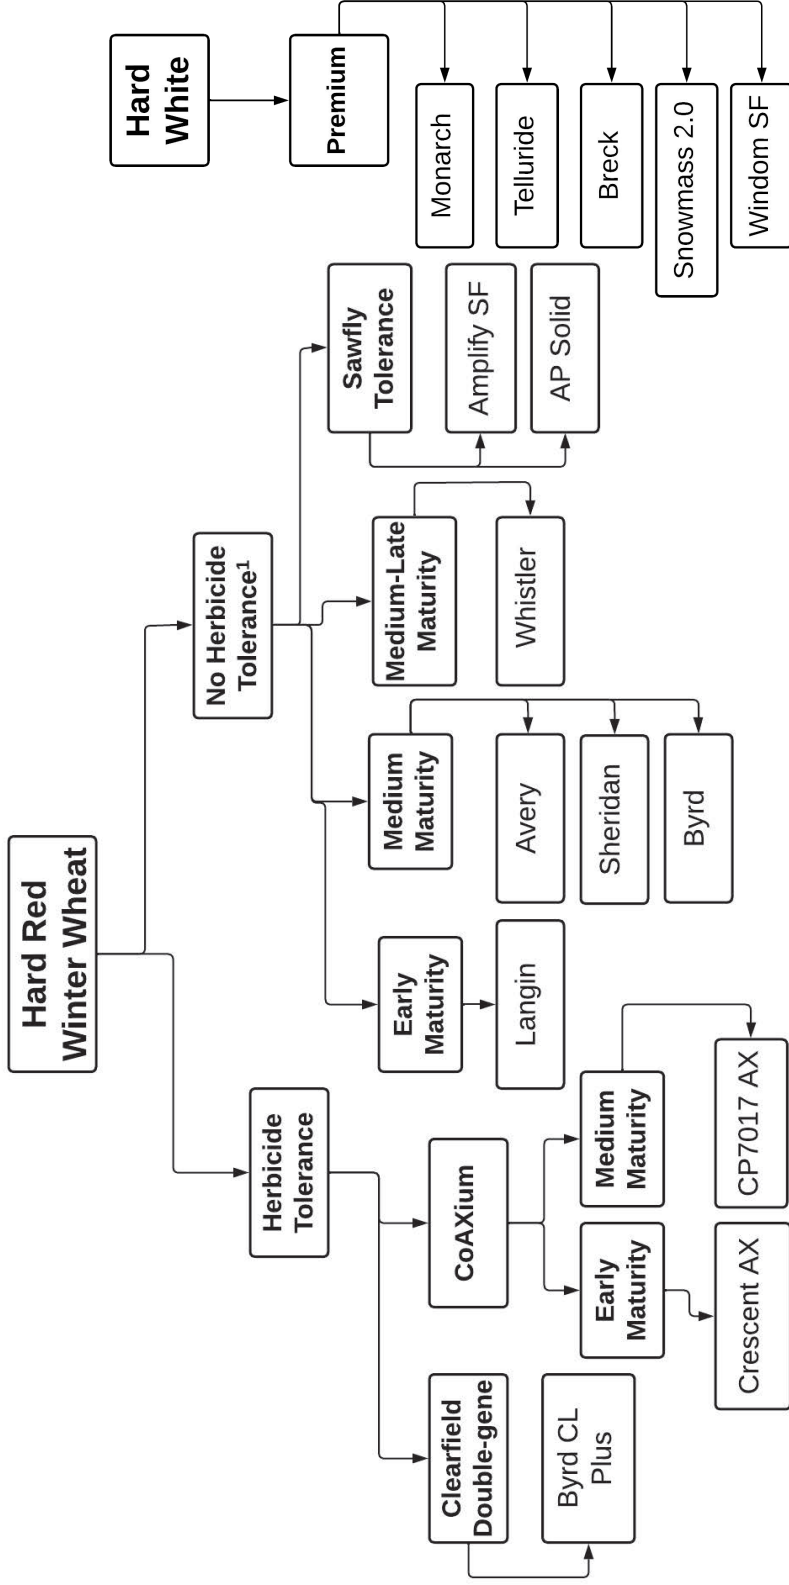 Hard Red
Winter Wheat
Herbicide
Tolerance
Clearfield
Double-gene
Byrd CL
Plus
CoAXium
Early
Maturity
Crescent AX
Medium
Maturity
CP7017 AX
No Herbicide
Tolerance¹
Early
Maturity
Langin
Medium
Maturity
Avery
Sheridan
Byrd
Medium-Late
Maturity
Whistler
Sawfly
Tolerance
Amplify SF
AP Solid
Hard
White
Premium
Monarch
Telluride
Breck
Snowmass 2.0
Windom SF